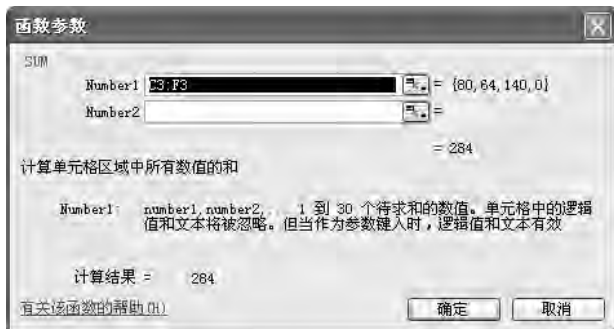 函数参数
SUM
Number1 C3:F3 = {80,64,140,0}
Number2 =
= 284
计算单元格区域中所有数值的和
Number1: number1,number2,... 1 到 30 个待求和的数值。单元格中的逻辑
值和文本将被忽略。但当作为参数键入时，逻辑值和文本有效
计算结果 = 284
有关该函数的帮助(H) 确定 取消